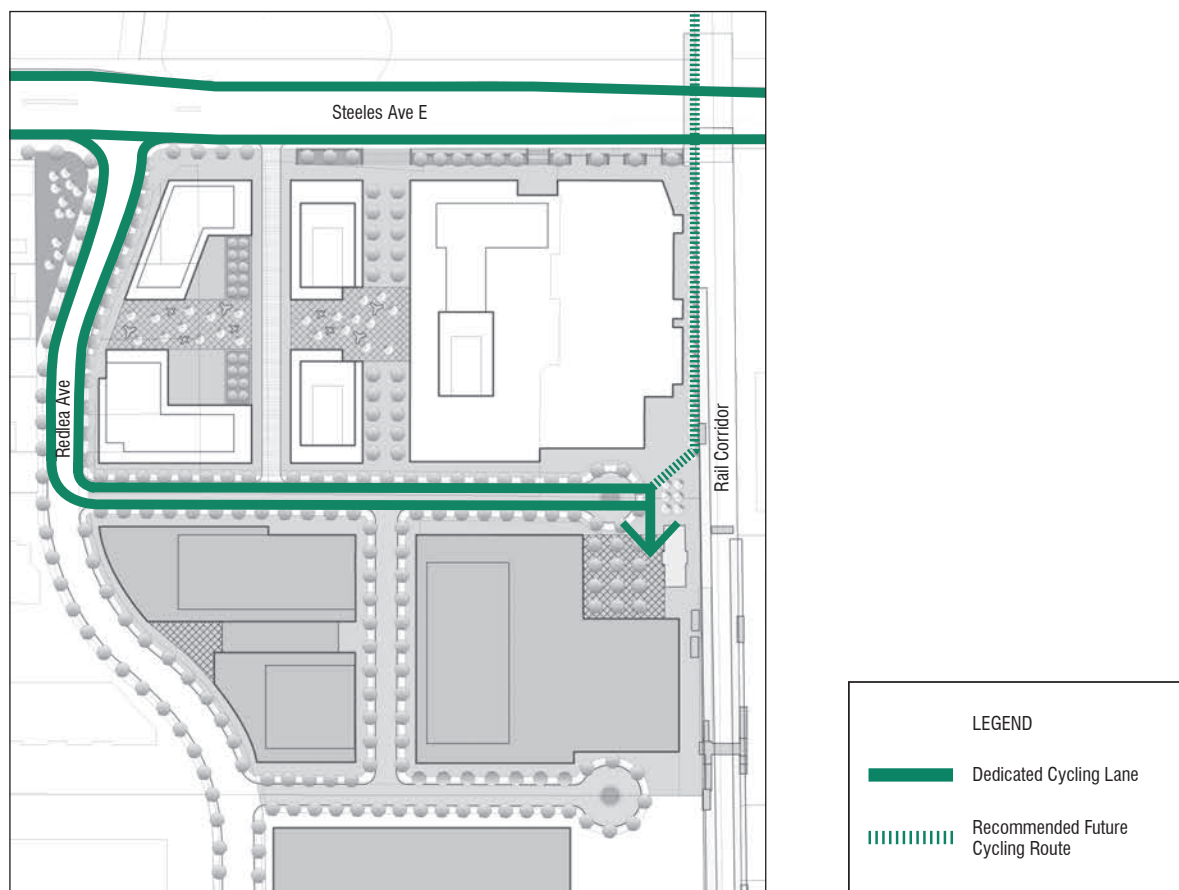 Steeles Ave E
Redlea Ave
Rail Corridor
LEGEND
Dedicated Cycling Lane
Recommended Future
Cycling Route